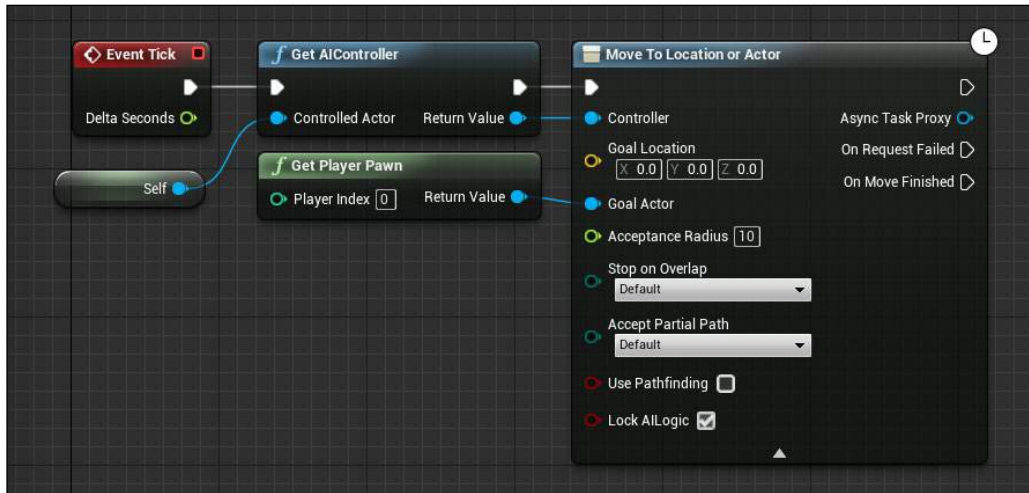 Event Tick
Delta Seconds
Self
Get AIController
Controlled Actor
Return Value
Get Player Pawn
Player Index 0
Return Value
Move To Location or Actor
Controller
Async Task Proxy
Goal Location
X 0.0 Y 0.0 Z 0.0
On Request Failed
On Move Finished
Goal Actor
Acceptance Radius 10
Stop on Overlap
Default
Accept Partial Path
Default
Use Pathfinding
Lock AILogic